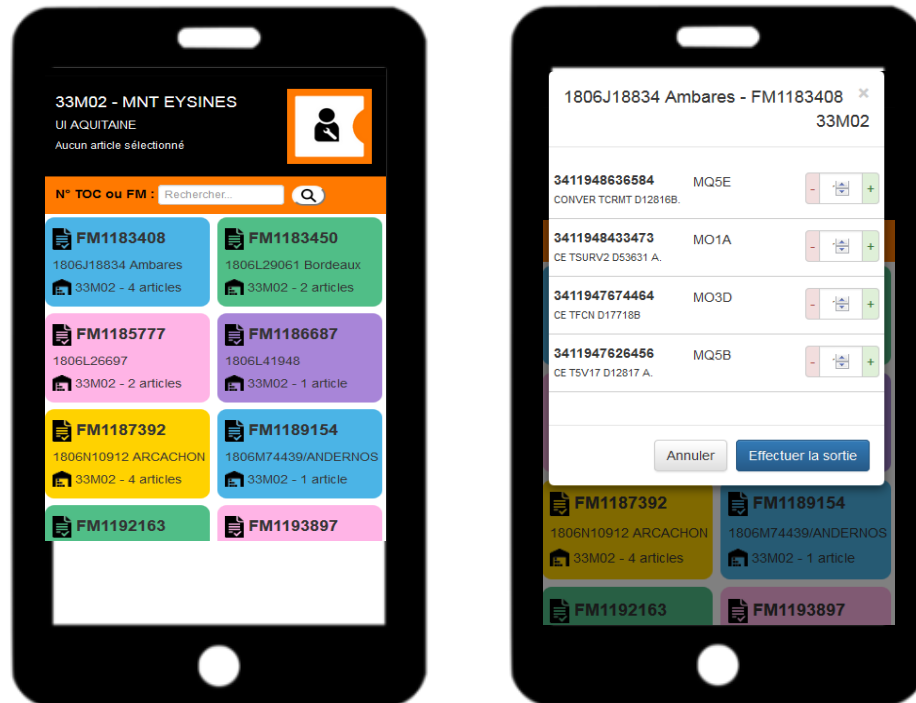 33M02 - MNT EYSINES
UI AQUITAINE
Aucun article sélectionné
N° TOC ou FM : Rechercher...
FM1183408
1806J18834 Ambares
33M02 - 4 articles
FM1183450
1806L29061 Bordeaux
33M02 - 2 articles
FM1185777
1806L26697
33M02 - 2 articles
FM1186687
1806L41948
33M02 - 1 article
FM1187392
1806N10912 ARCACHON
33M02 - 4 articles
FM1189154
1806M74439/ANDERNOS
33M02 - 1 article
FM1192163
FM1193897
1806J18834 Ambares - FM1183408 ×
33M02
3411948636584 MQ5E - +
CONVER TCRMT D12816B.
3411948433473 MO1A - +
CE TSURV2 D53631 A.
3411947674464 MO3D - +
CE TFCN D17718B
3411947626456 MQ5B - +
CE T5V17 D12817 A.
Annuler Effectuer la sortie
FM1187392
1806N10912 ARCACHON
33M02 - 4 articles
FM1189154
1806M74439/ANDERNOS
33M02 - 1 article
FM1192163
FM1193897